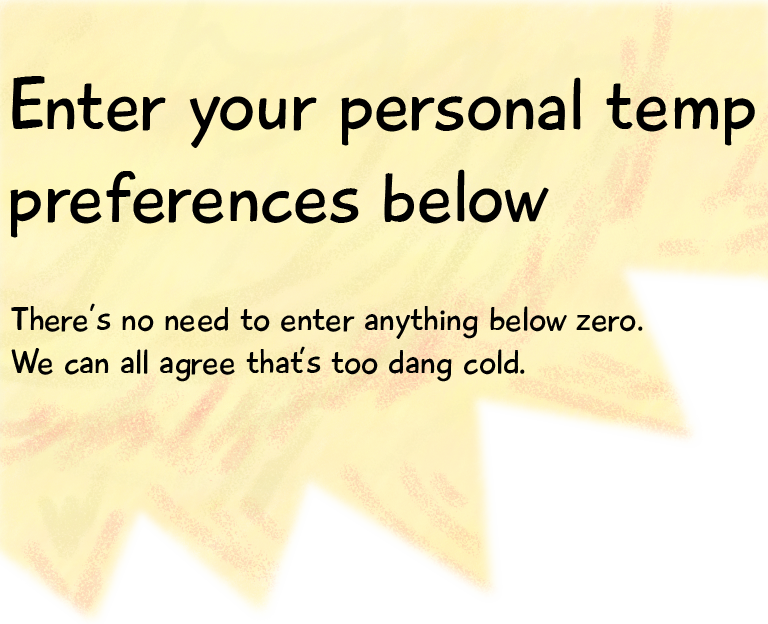 Enter your personal temp
preferences below
There's no need to enter anything below zero.
We can all agree that's too dang cold.